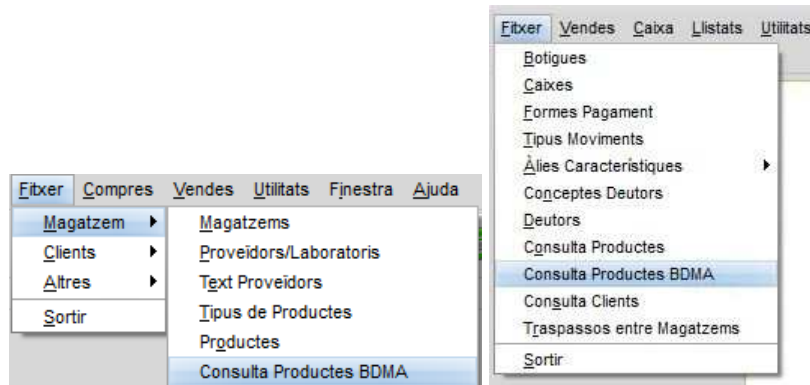 Fitxer Compres Vendes Utilitats Finestra Ajuda
Magatzem
Clients
Altres
Sortir
Magatzems
Proveïdors/Laboratoris
Text Proveïdors
Tipus de Productes
Productes
Consulta Productes BDMA
Fitxer Vendes Caixa Llistats Utilitats
Botigues
Caixes
Formes Pagament
Tipus Moviments
Àlies Característiques
Conceptes Deutors
Deutors
Consulta Productes
Consulta Productes BDMA
Consulta Clients
Traspassos entre Magatzems
Sortir